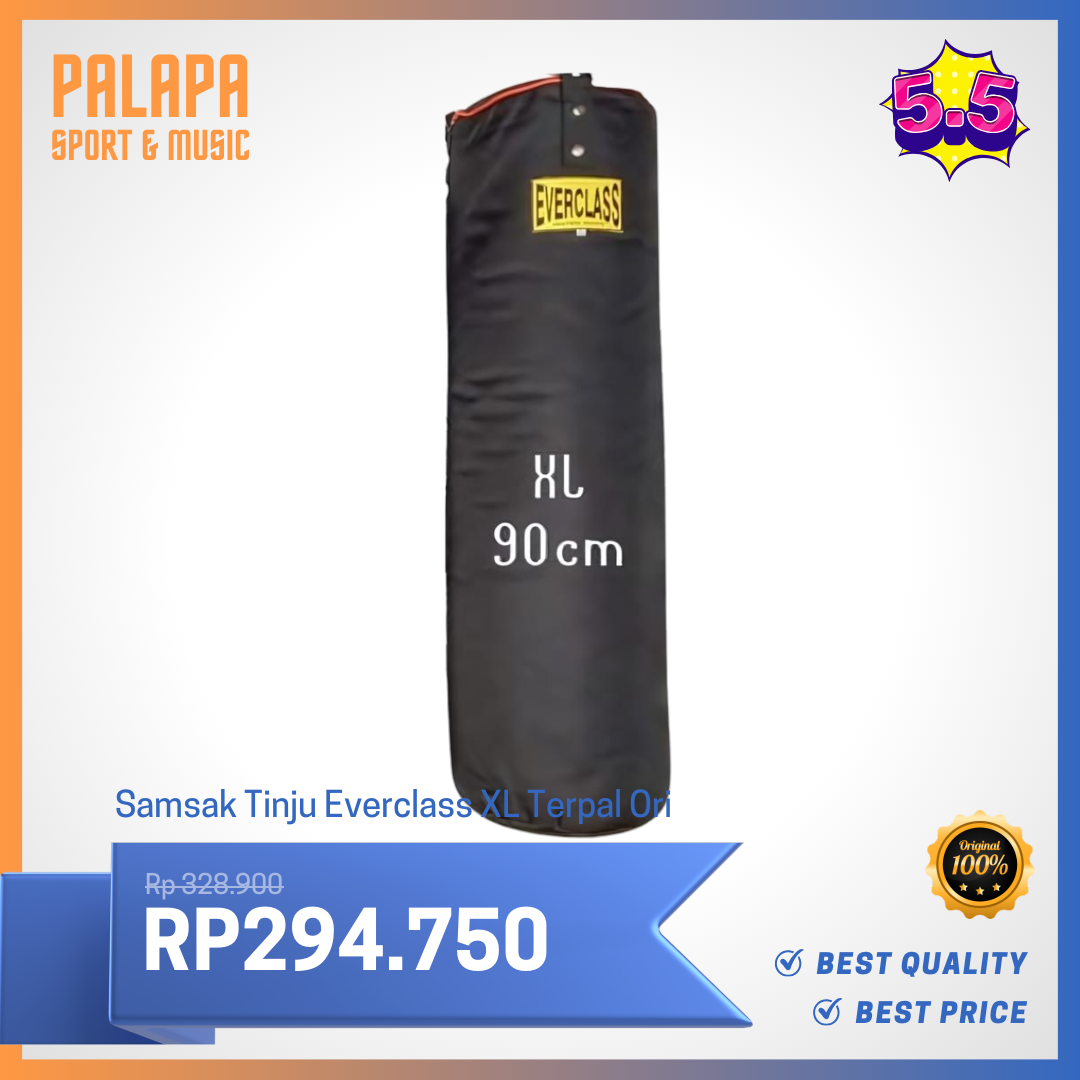 PALAPA
SPORT & MUSIC
5.5
EVERCLASS
XL
90cm
Samsak Tinju Everclass XL Terpal Ori
Rp 328.900
RP294.750
Original
100%
BEST QUALITY
BEST PRICE